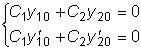 C₁y₁₀ + C₂y₂₀ = 0
C₁y′₁₀ + C₂y′₂₀ = 0